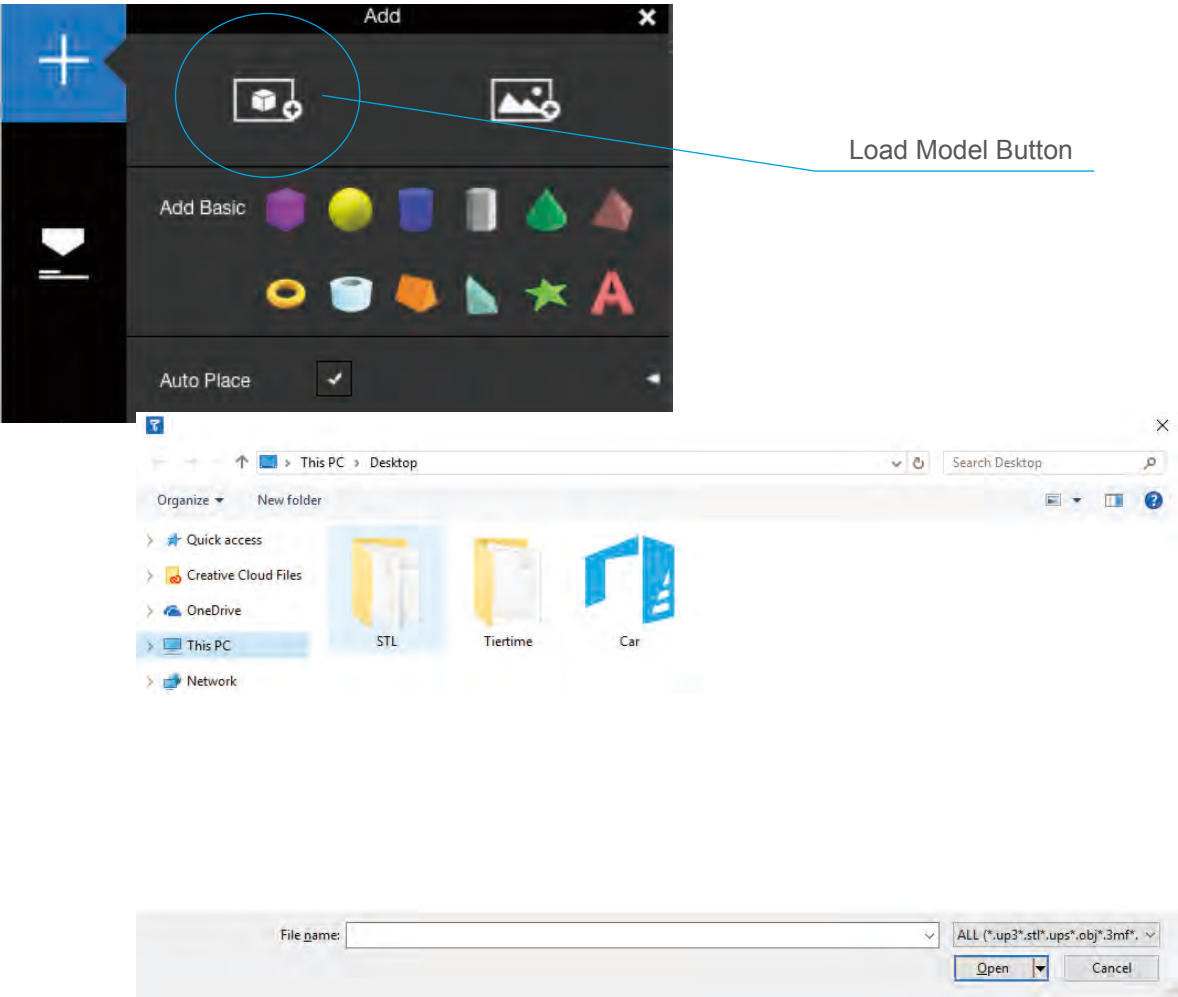 Add
Load Model Button
Add Basic
A
Auto Place
This PC › Desktop
Search Desktop
Organize
New folder
Quick access
Creative Cloud Files
OneDrive
This PC
Network
STL
Tiertime
Car
File name:
ALL (*.up3*.stl*.ups*.obj*.3mf*.
Open
Cancel